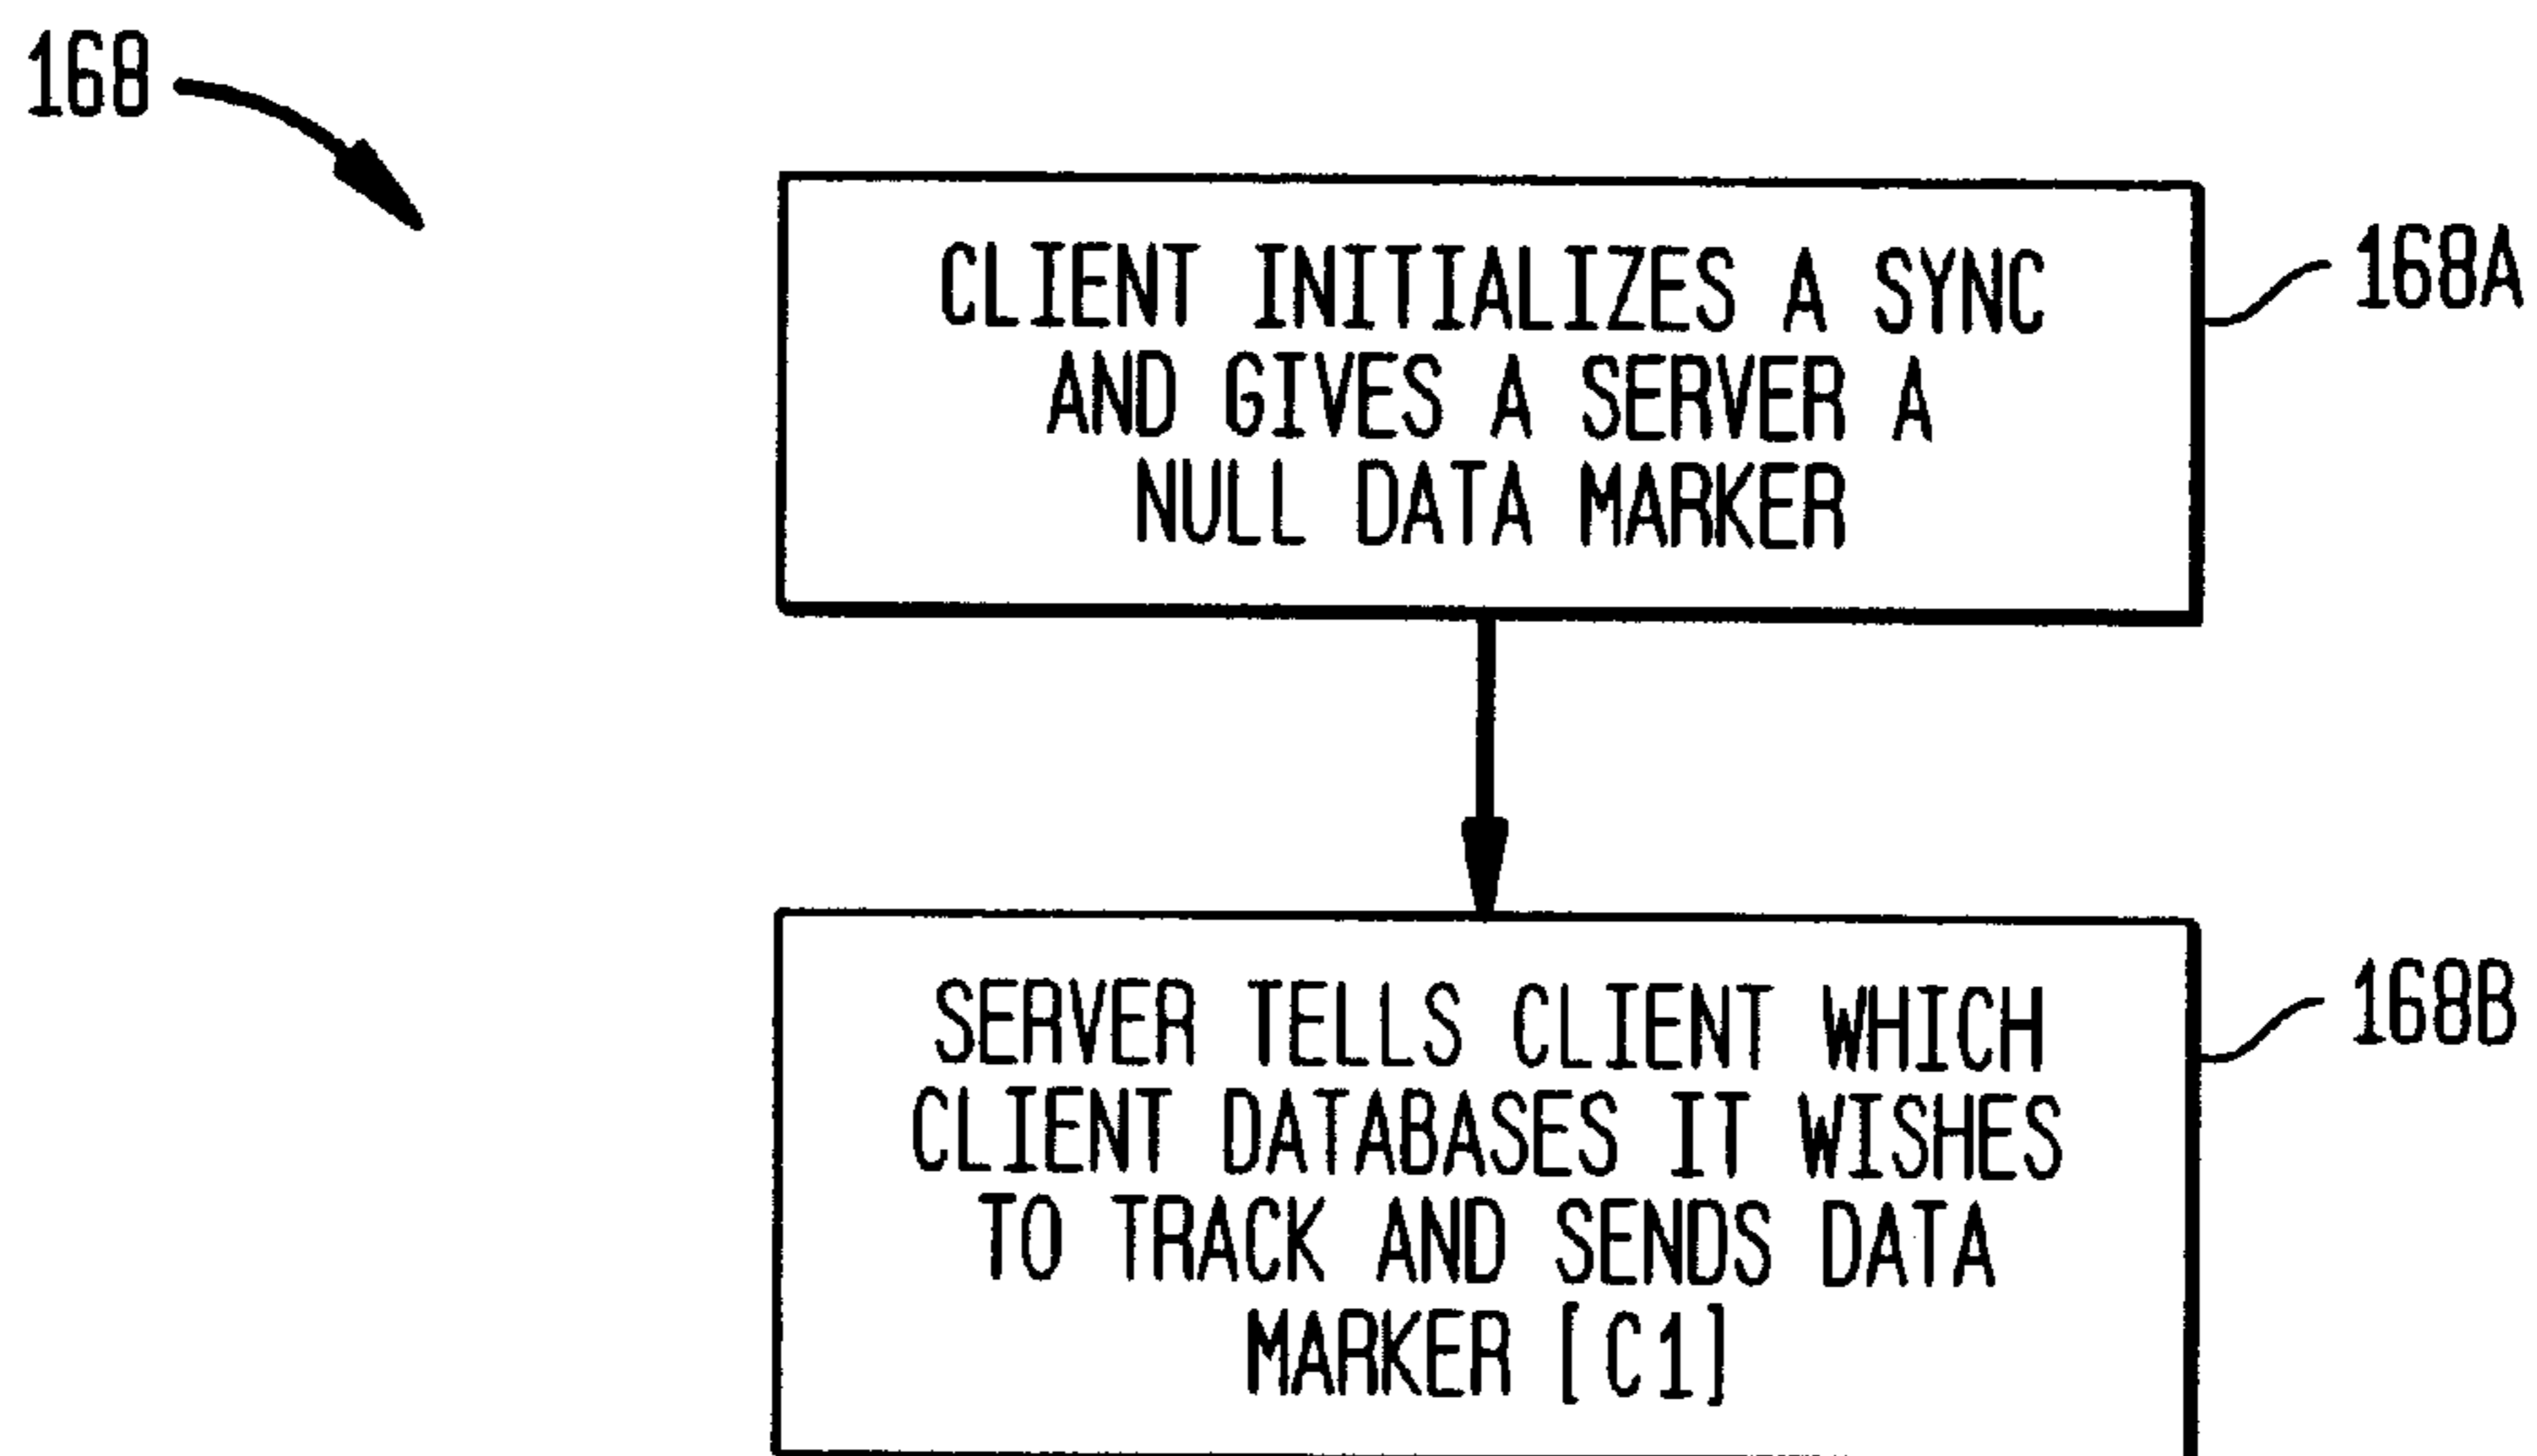 168
CLIENT INITIALIZES A SYNC
AND GIVES A SERVER A
NULL DATA MARKER
168A
SERVER TELLS CLIENT WHICH
CLIENT DATABASES IT WISHES
TO TRACK AND SENDS DATA
MARKER [C1]
168B